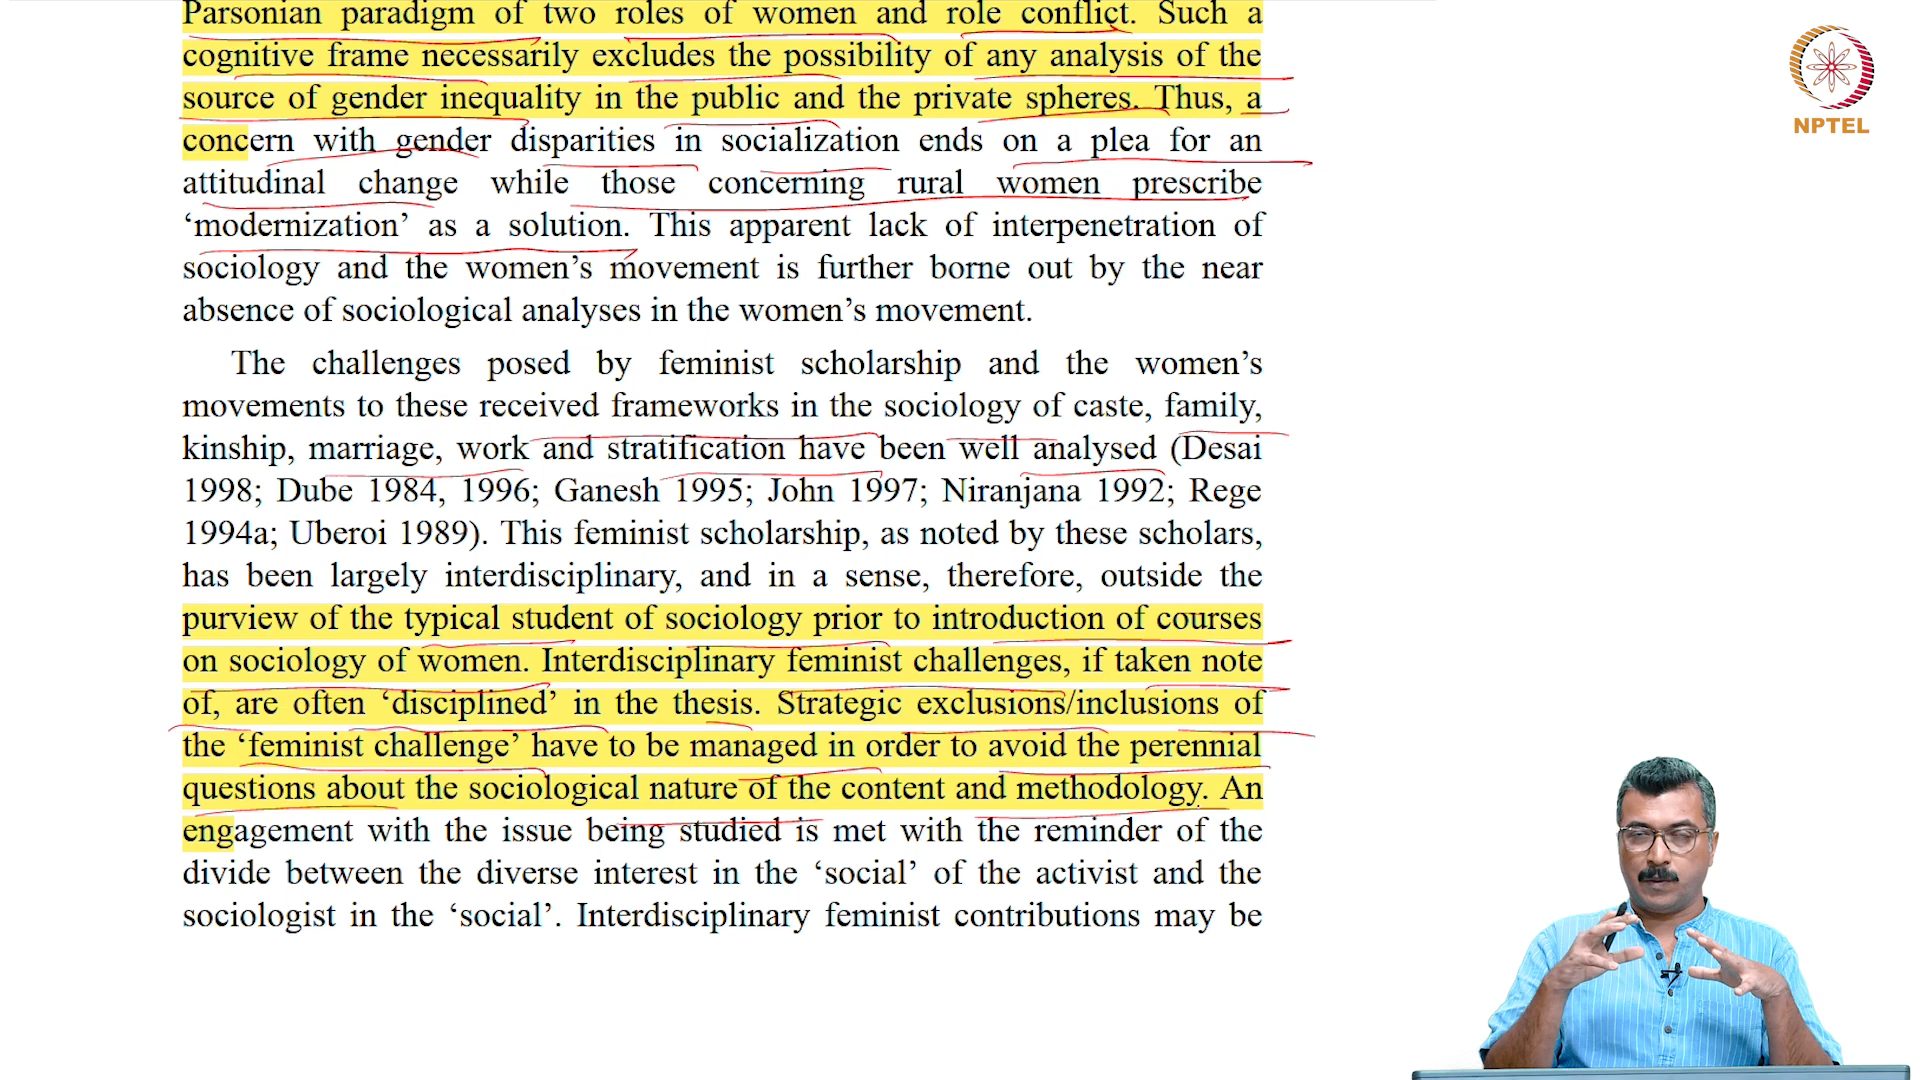 Parsonian paradigm of two roles of women and role conflict. Such a
cognitive frame necessarily excludes the possibility of any analysis of the
source of gender inequality in the public and the private spheres. Thus, a
concern with gender disparities in socialization ends on a plea for an
attitudinal change while those concerning rural women prescribe
‘modernization’ as a solution. This apparent lack of interpenetration of
sociology and the women’s movement is further borne out by the near
absence of sociological analyses in the women’s movement.
The challenges posed by feminist scholarship and the women’s
movements to these received frameworks in the sociology of caste, family,
kinship, marriage, work and stratification have been well analysed (Desai
1998; Dube 1984, 1996; Ganesh 1995; John 1997; Niranjana 1992; Rege
1994a; Uberoi 1989). This feminist scholarship, as noted by these scholars,
has been largely interdisciplinary, and in a sense, therefore, outside the
purview of the typical student of sociology prior to introduction of courses
on sociology of women. Interdisciplinary feminist challenges, if taken note
of, are often ‘disciplined’ in the thesis. Strategic exclusions/inclusions of
the ‘feminist challenge’ have to be managed in order to avoid the perennial
questions about the sociological nature of the content and methodology. An
engagement with the issue being studied is met with the reminder of the
divide between the diverse interest in the ‘social’ of the activist and the
sociologist in the ‘social’. Interdisciplinary feminist contributions may be
NPTEL